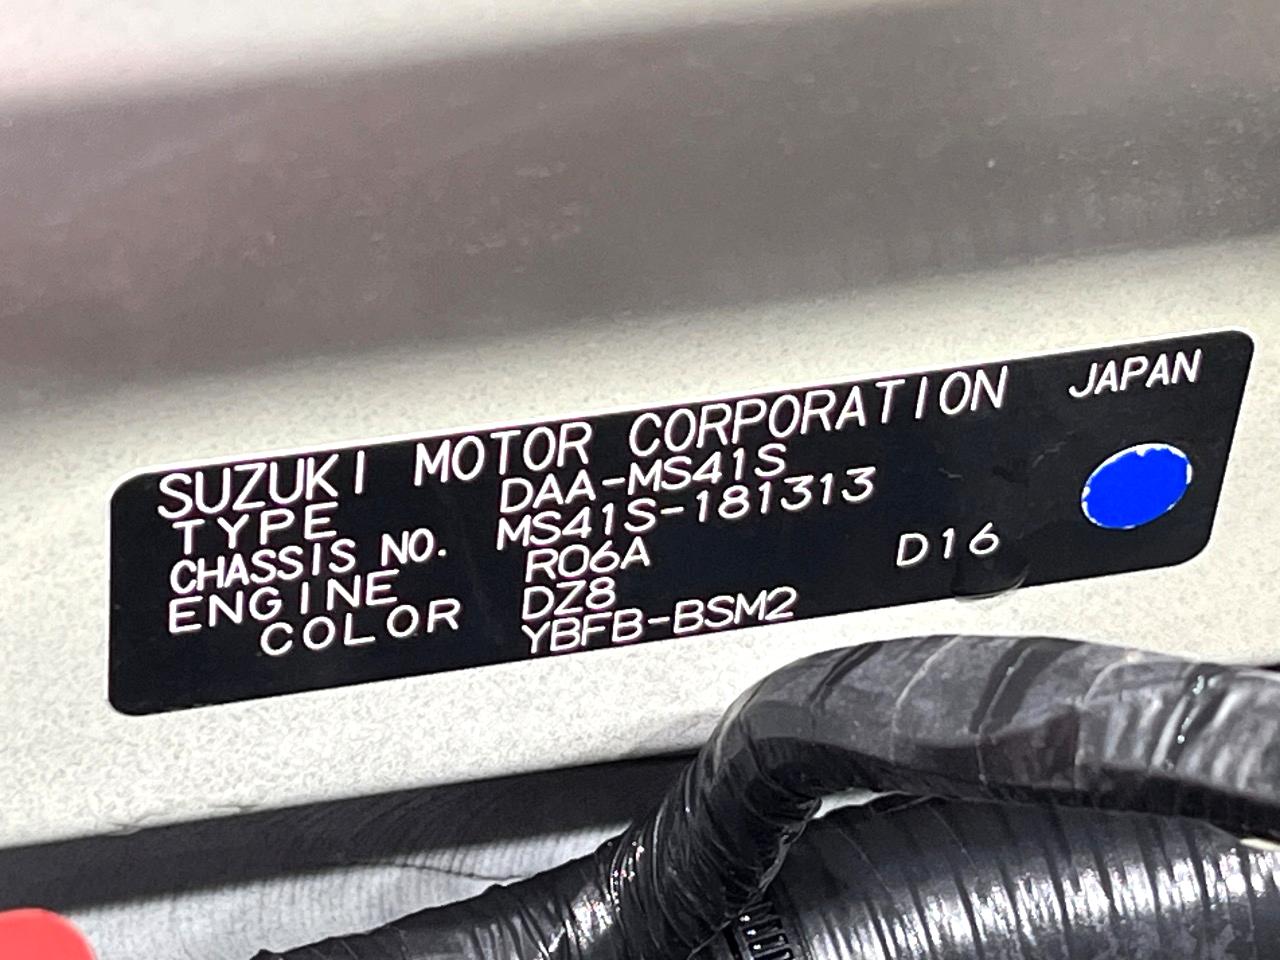 SUZUKI MOTOR CORPORATION JAPAN
TYPE DAA-MS41S
CHASSIS NO. MS41S-181313
ENGINE R06A D16
COLOR DZ8
YBFB-BSM2